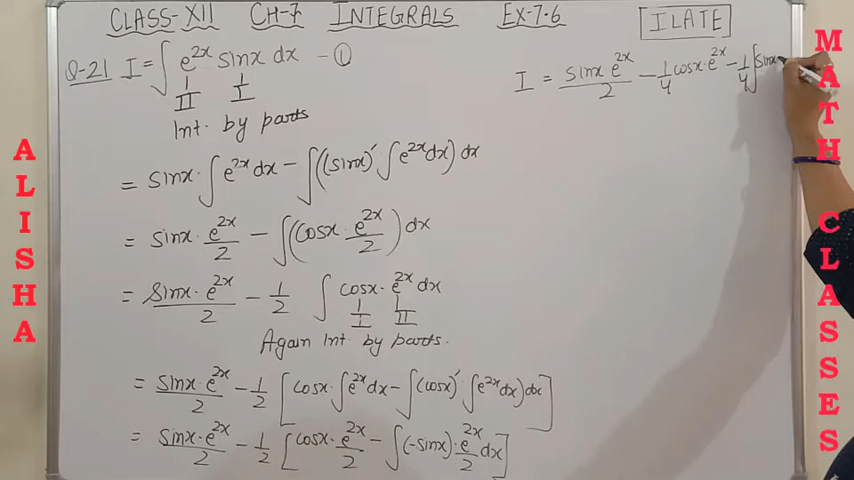 CLASS-XII CH-7 INTEGRALS EX-7.6
ILATE
Q-21 I = ∫ e^{2x} sinx dx - ①
II I
Int. by parts
= sinx · ∫ e^{2x} dx - ∫((sinx)' ∫ e^{2x} dx) dx
= sinx · e^{2x}/2 - ∫(cosx · e^{2x}/2) dx
= sinx · e^{2x}/2 - 1/2 ∫ cosx · e^{2x} dx
I II
Again Int. by parts.
= sinx · e^{2x}/2 - 1/2 [cosx · ∫ e^{2x} dx - ∫(cosx)' ∫ e^{2x} dx) dx]
= sinx · e^{2x}/2 - 1/2 [cosx · e^{2x}/2 - ∫(-sinx) · e^{2x}/2 dx]
I = sinx e^{2x}/2 - 1/4 cosx · e^{2x} - 1/4 ∫ sinx
ALISHA
MATH CLASSES